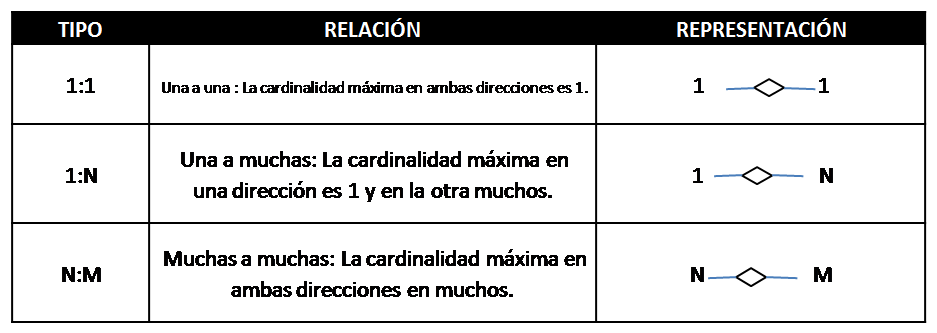 TIPO RELACIÓN REPRESENTACIÓN
1:1 Una a una : La cardinalidad máxima en ambas direcciones es 1. 1 1
1:N Una a muchas: La cardinalidad máxima en
una dirección es 1 y en la otra muchos. 1 N
N:M Muchas a muchas: La cardinalidad máxima en
ambas direcciones en muchos. N M